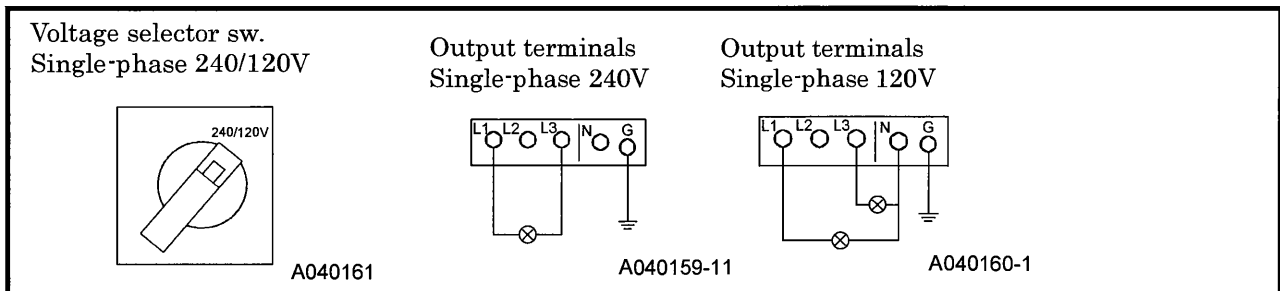 Voltage selector sw.
Single-phase 240/120V
240/120V
A040161
Output terminals
Single-phase 240V
L1 L2 L3 N G
A040159-11
Output terminals
Single-phase 120V
L1 L2 L3 N G
A040160-1